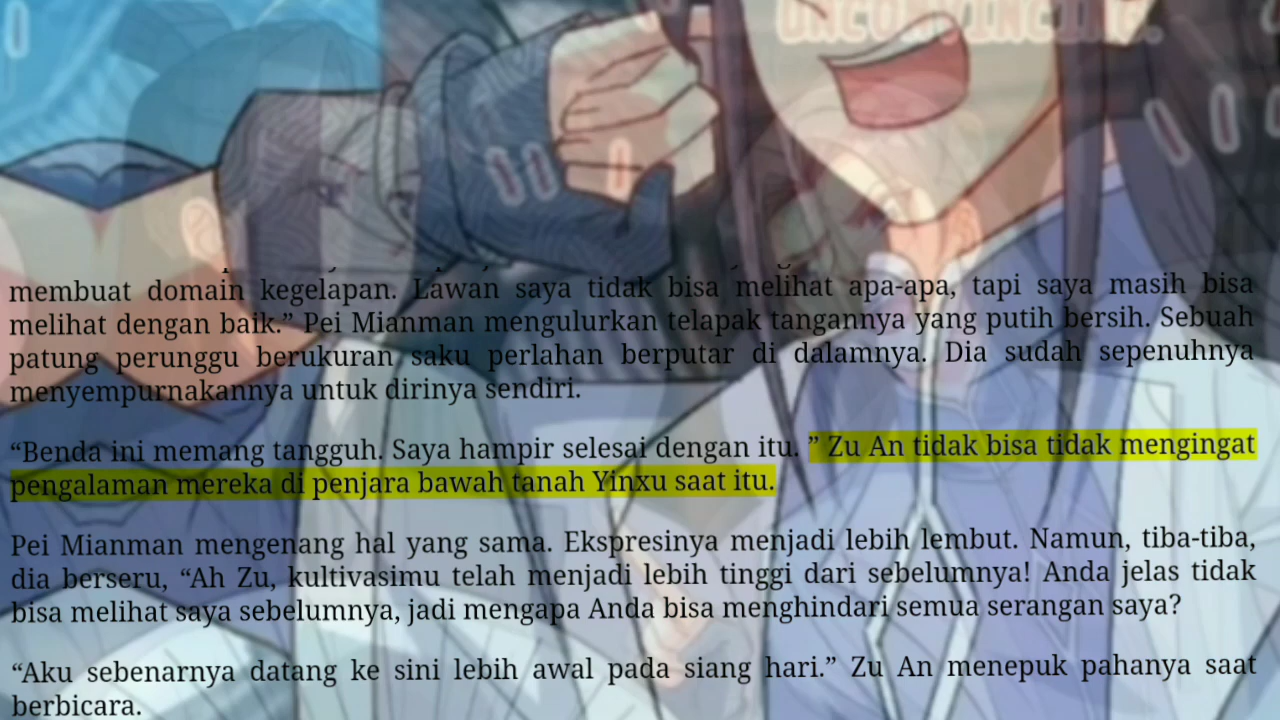 UNCONVINCING.
membuat domain kegelapan. Lawan saya tidak bisa melihat apa-apa, tapi saya masih bisa
melihat dengan baik.” Pei Mianman mengulurkan telapak tangannya yang putih bersih. Sebuah
patung perunggu berukuran saku perlahan berputar di dalamnya. Dia sudah sepenuhnya
menyempurnakannya untuk dirinya sendiri.
“Benda ini memang tangguh. Saya hampir selesai dengan itu. ” Zu An tidak bisa tidak mengingat
pengalaman mereka di penjara bawah tanah Yinxu saat itu.
Pei Mianman mengenang hal yang sama. Ekspresinya menjadi lebih lembut. Namun, tiba-tiba,
dia berseru, “Ah Zu, kultivasimu telah menjadi lebih tinggi dari sebelumnya! Anda jelas tidak
bisa melihat saya sebelumnya, jadi mengapa Anda bisa menghindari semua serangan saya?
“Aku sebenarnya datang ke sini lebih awal pada siang hari.” Zu An menepuk pahanya saat
berbicara.